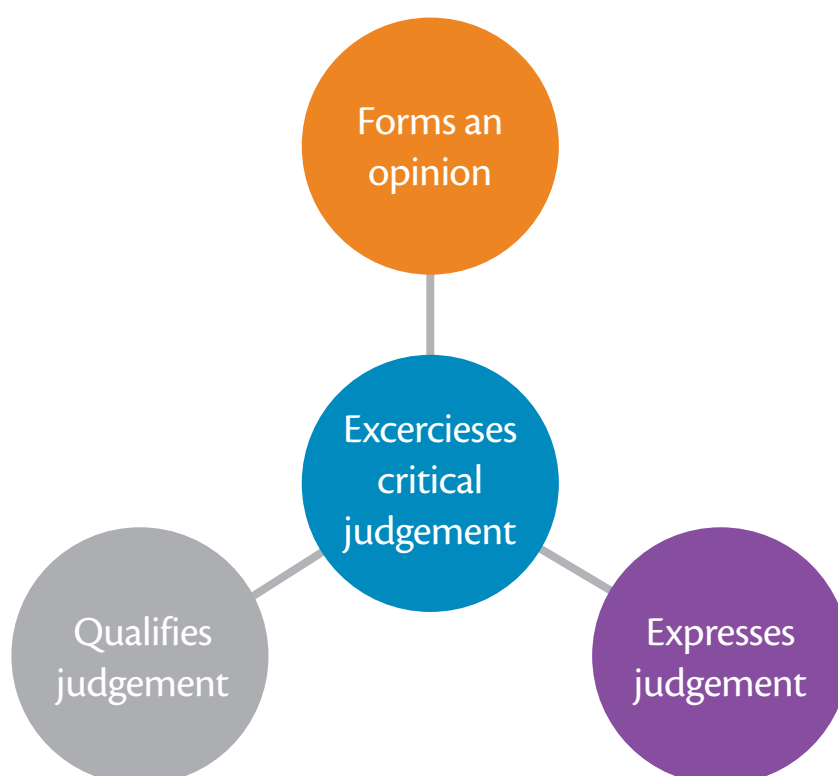 Forms an
opinion
Excercieses
critical
judgement
Qualifies
judgement
Expresses
judgement